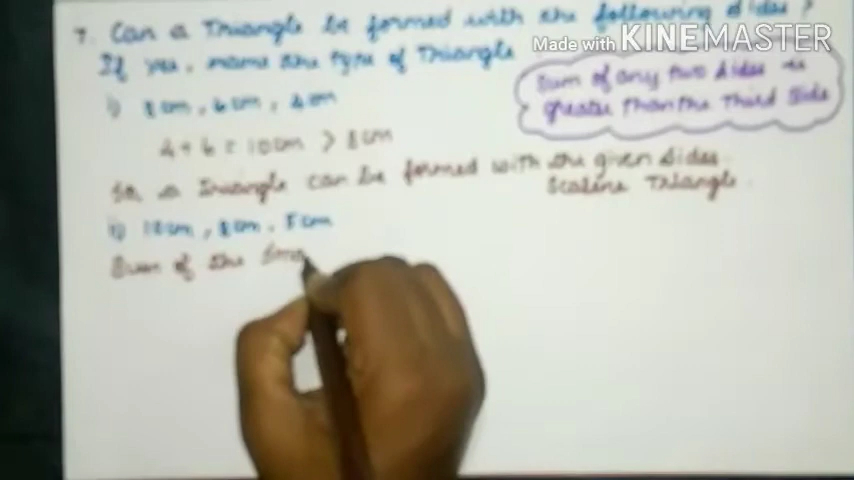 7. Can a Triangle be formed with the following sides?
If yes, name the type of Triangle
Made with KINEMASTER
Sum of any two sides is
greater than the Third side
i) 8cm, 6cm, 4cm
4 + 6 = 10cm > 8cm
So a Triangle can be formed with the given sides.
Scalene Triangle.
8cm, 5cm
Sum of the Sma